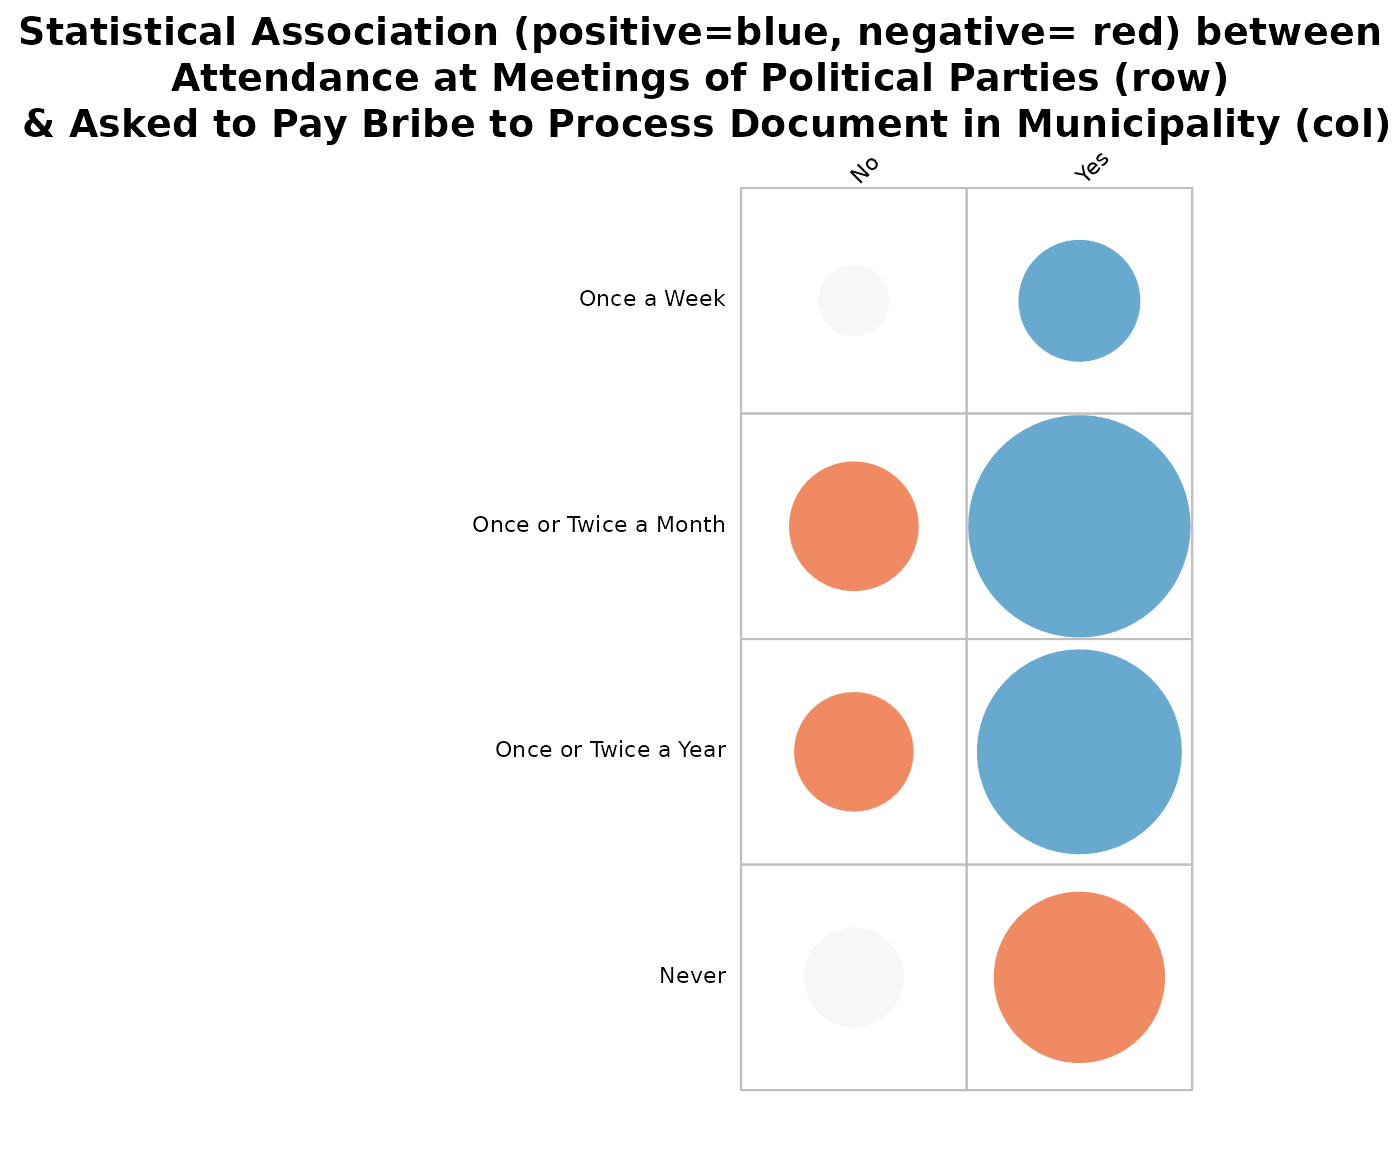 Statistical Association (positive=blue, negative= red) between
Attendance at Meetings of Political Parties (row)
& Asked to Pay Bribe to Process Document in Municipality (col)
No
Yes
Once a Week
Once or Twice a Month
Once or Twice a Year
Never